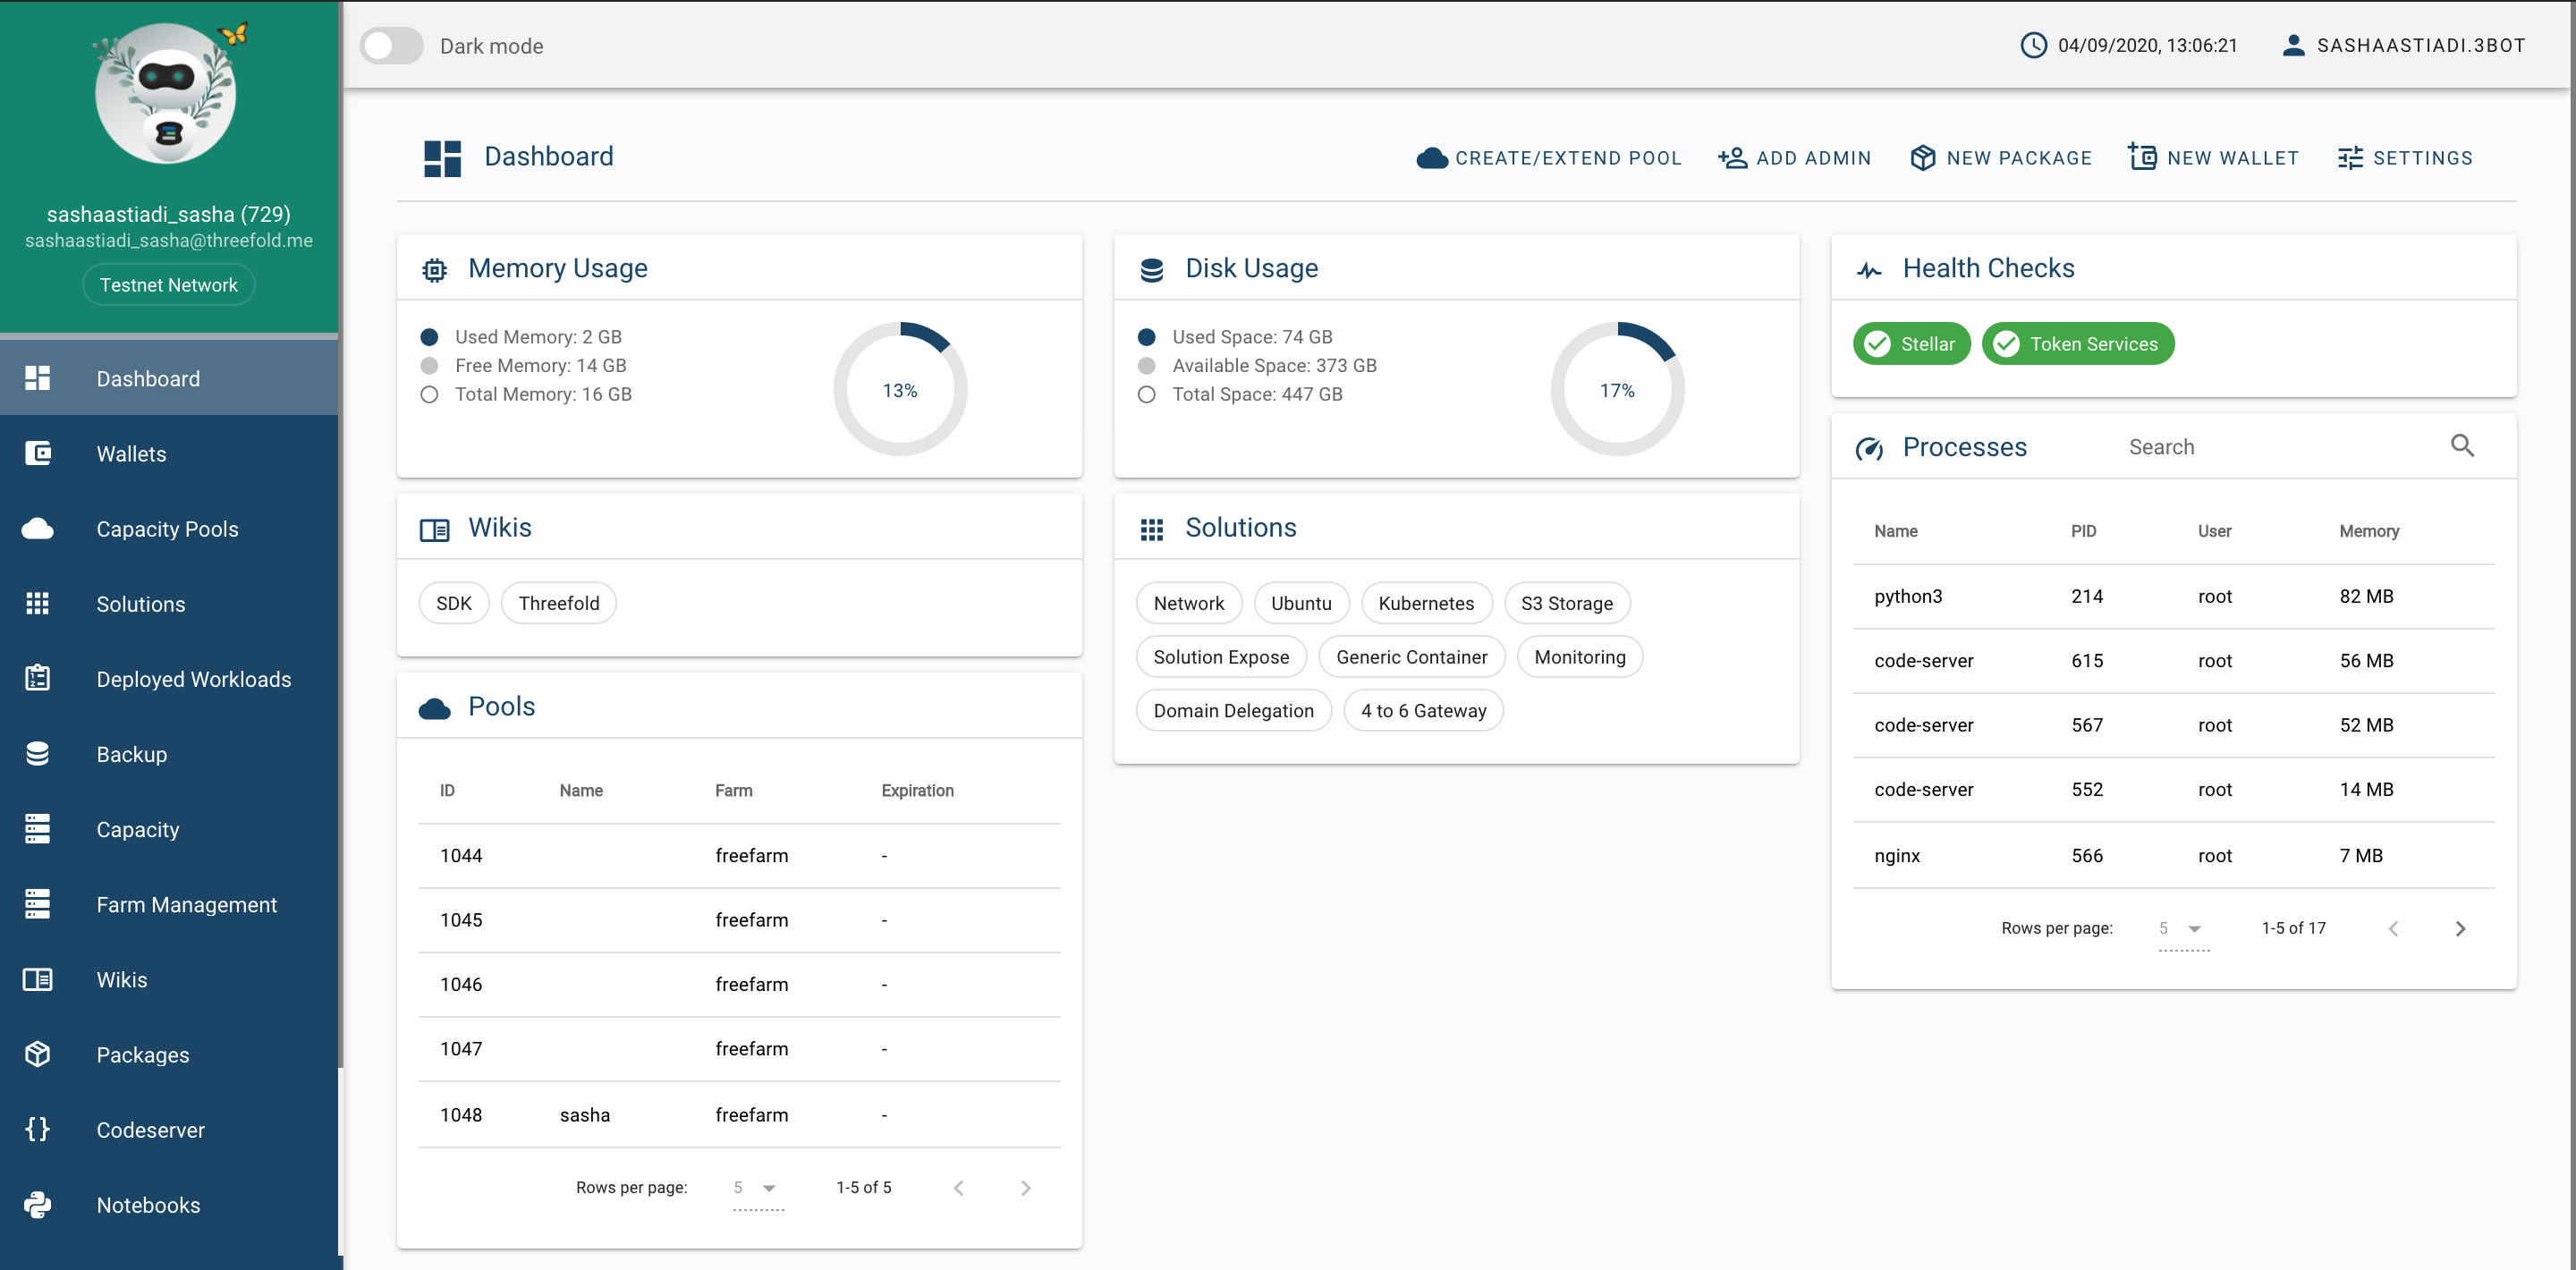 Dark mode
04/09/2020, 13:06:21
SASHAASTIADI.3BOT
sashaastiadi_sasha (729)
sashaastiadi_sasha@threefold.me
Testnet Network
Dashboard
Wallets
Capacity Pools
Solutions
Deployed Workloads
Backup
Capacity
Farm Management
Wikis
Packages
Codeserver
Notebooks
Dashboard
CREATE/EXTEND POOL
ADD ADMIN
NEW PACKAGE
NEW WALLET
SETTINGS
Memory Usage
Used Memory: 2 GB
Free Memory: 14 GB
Total Memory: 16 GB
13%
Disk Usage
Used Space: 74 GB
Available Space: 373 GB
Total Space: 447 GB
17%
Health Checks
Stellar
Token Services
Wikis
SDK
Threefold
Solutions
Network Ubuntu Kubernetes S3 Storage
Solution Expose Generic Container Monitoring
Domain Delegation 4 to 6 Gateway
Pools
ID Name Farm Expiration
1044 freefarm -
1045 freefarm -
1046 freefarm -
1047 freefarm -
1048 sasha freefarm -
Rows per page: 5 1-5 of 5
Processes
Search
Name PID User Memory
python3 214 root 82 MB
code-server 615 root 56 MB
code-server 567 root 52 MB
code-server 552 root 14 MB
nginx 566 root 7 MB
Rows per page: 5 1-5 of 17